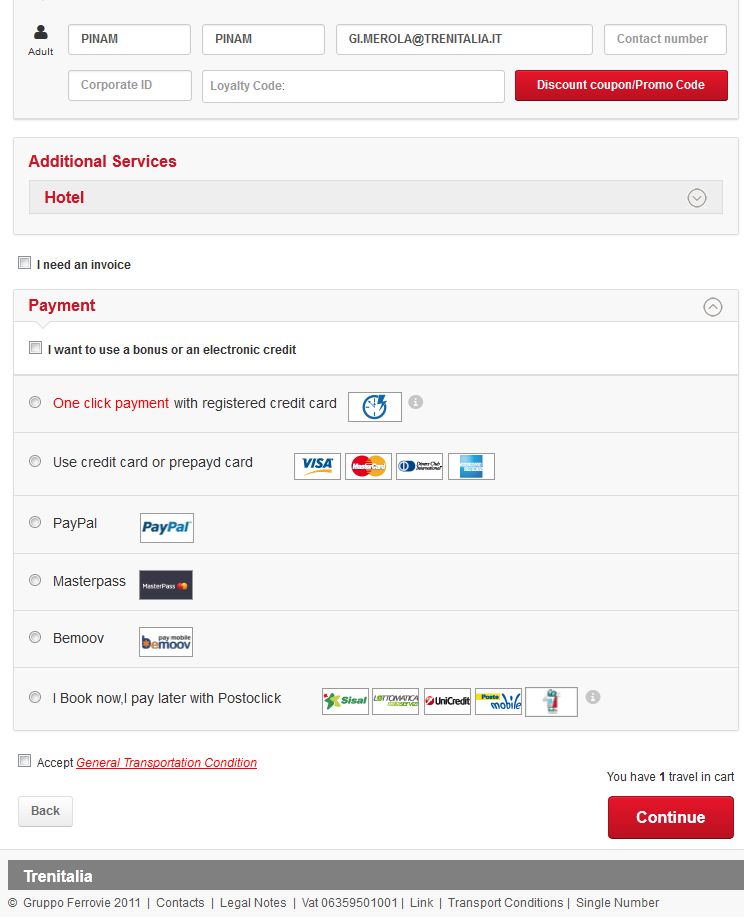 PINAM PINAM GI.MEROLA@TRENITALIA.IT Contact number
Adult
Corporate ID Loyalty Code: Discount coupon/Promo Code
Additional Services
Hotel
I need an invoice
Payment
I want to use a bonus or an electronic credit
One click payment with registered credit card
Use credit card or prepayd card VISA MasterCard Diners Club International AMERICAN EXPRESS
PayPal PayPal
Masterpass MasterPass
Bemoov pay mobile bemoov
I Book now,I pay later with Postoclick Sisal LOTTOMATICA ITALIA SERVIZI UniCredit Poste mobile
Accept General Transportation Condition
You have 1 travel in cart
Back Continue
Trenitalia
© Gruppo Ferrovie 2011 | Contacts | Legal Notes | Vat 06359501001 | Link | Transport Conditions | Single Number